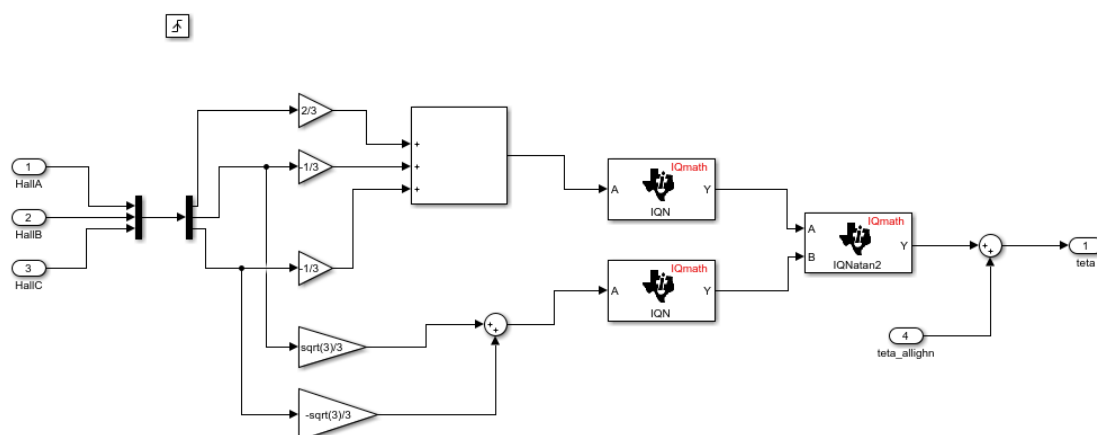 2/3
+
1
HallA
-1/3
+
+
IQmath
A
Y
IQN
2
HallB
IQmath
A
Y
B
IQNatan2
+
+
1
teta
3
HallC
-1/3
IQmath
A
Y
IQN
+
+
sqrt(3)/3
4
teta_allighn
-sqrt(3)/3